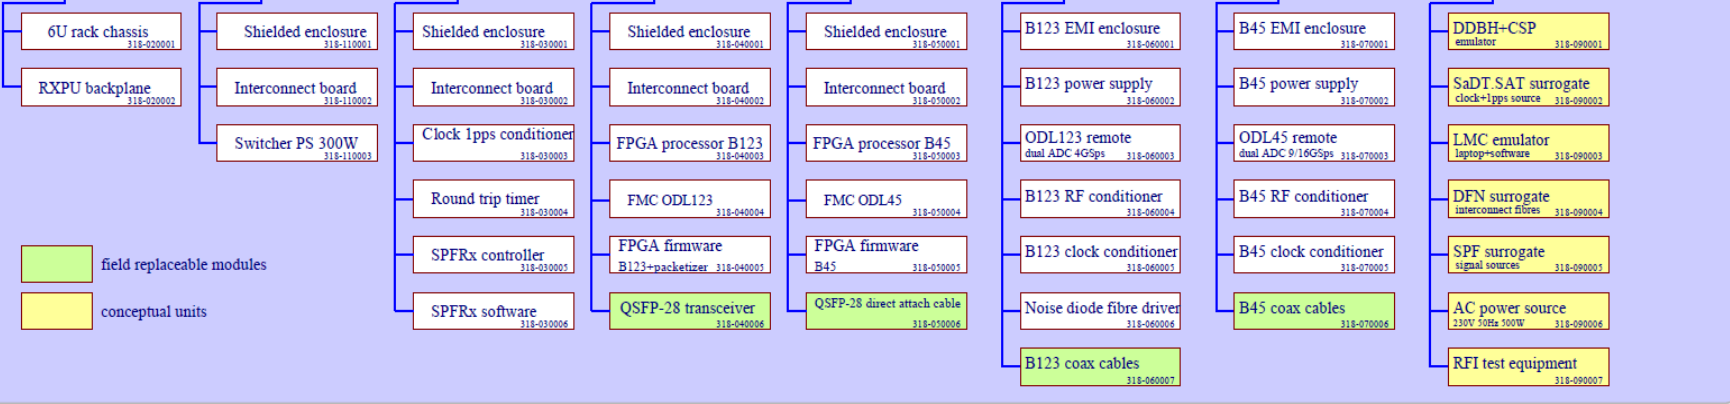 6U rack chassis
318-020001
RXPU backplane
318-020002
Shielded enclosure
318-110001
Interconnect board
318-110002
Switcher PS 300W
318-110003
Shielded enclosure
318-030001
Interconnect board
318-030002
Clock 1pps conditioner
318-030003
Round trip timer
318-030004
SPFRx controller
318-030005
SPFRx software
318-030006
Shielded enclosure
318-040001
Interconnect board
318-040002
FPGA processor B123
318-040003
FMC ODL123
318-040004
FPGA firmware
B123+packetizer 318-040005
QSFP-28 transceiver
318-040006
Shielded enclosure
318-050001
Interconnect board
318-050002
FPGA processor B45
318-050003
FMC ODL45
318-050004
FPGA firmware
B45 318-050005
QSFP-28 direct attach cable
318-050006
B123 EMI enclosure
318-060001
B123 power supply
318-060002
ODL123 remote
dual ADC 4GSps 318-060003
B123 RF conditioner
318-060004
B123 clock conditioner
318-060005
Noise diode fibre driver
318-060006
B123 coax cables
318-060007
B45 EMI enclosure
318-070001
B45 power supply
318-070002
ODL45 remote
dual ADC 9/16GSps 318-070003
B45 RF conditioner
318-070004
B45 clock conditioner
318-070005
B45 coax cables
318-070006
DDBH+CSP
emulator 318-090001
SaDT.SAT surrogate
clock+1pps source 318-090002
LMC emulator
laptop+software 318-090003
DFN surrogate
interconnect fibres 318-090004
SPF surrogate
signal sources 318-090005
AC power source
230V 50Hz 500W 318-090006
RFI test equipment
318-090007
field replaceable modules
conceptual units